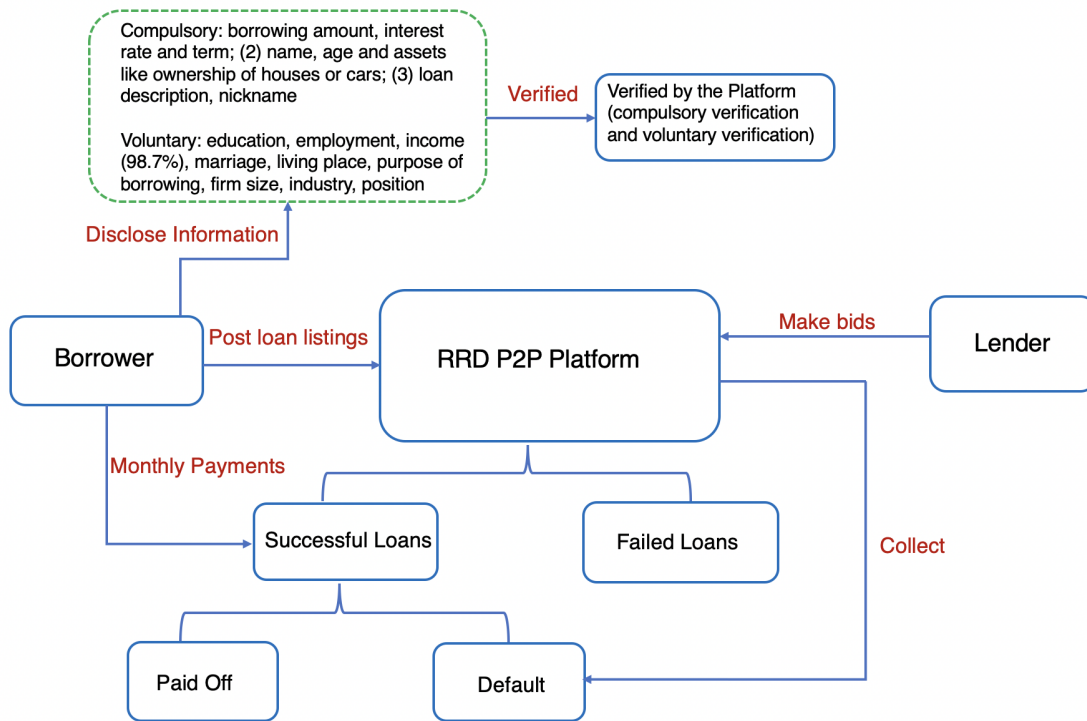 Compulsory: borrowing amount, interest
rate and term; (2) name, age and assets
like ownership of houses or cars; (3) loan
description, nickname
Voluntary: education, employment, income
(98.7%), marriage, living place, purpose of
borrowing, firm size, industry, position
Verified
Verified by the Platform
(compulsory verification
and voluntary verification)
Disclose Information
Borrower
Post loan listings
RRD P2P Platform
Make bids
Lender
Monthly Payments
Successful Loans
Failed Loans
Collect
Paid Off
Default